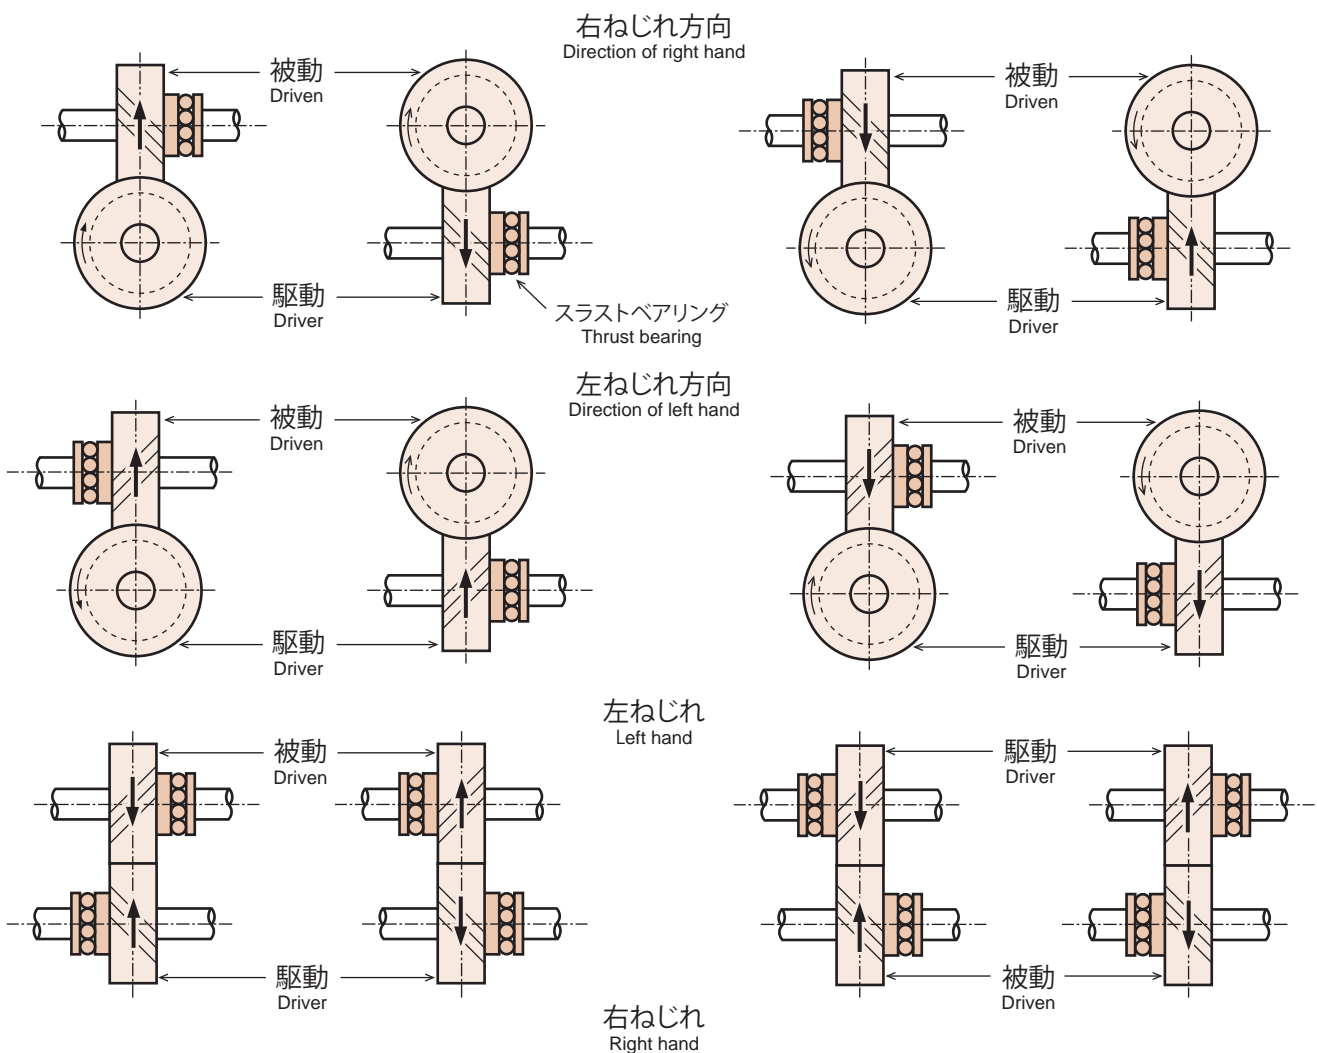 右ねじれ方向
Direction of right hand
被動
Driven
被動
Driven
駆動
Driver
スラストベアリング
Thrust bearing
駆動
Driver
左ねじれ方向
Direction of left hand
被動
Driven
被動
Driven
駆動
Driver
駆動
Driver
左ねじれ
Left hand
被動
Driven
駆動
Driver
駆動
Driver
被動
Driven
右ねじれ
Right hand